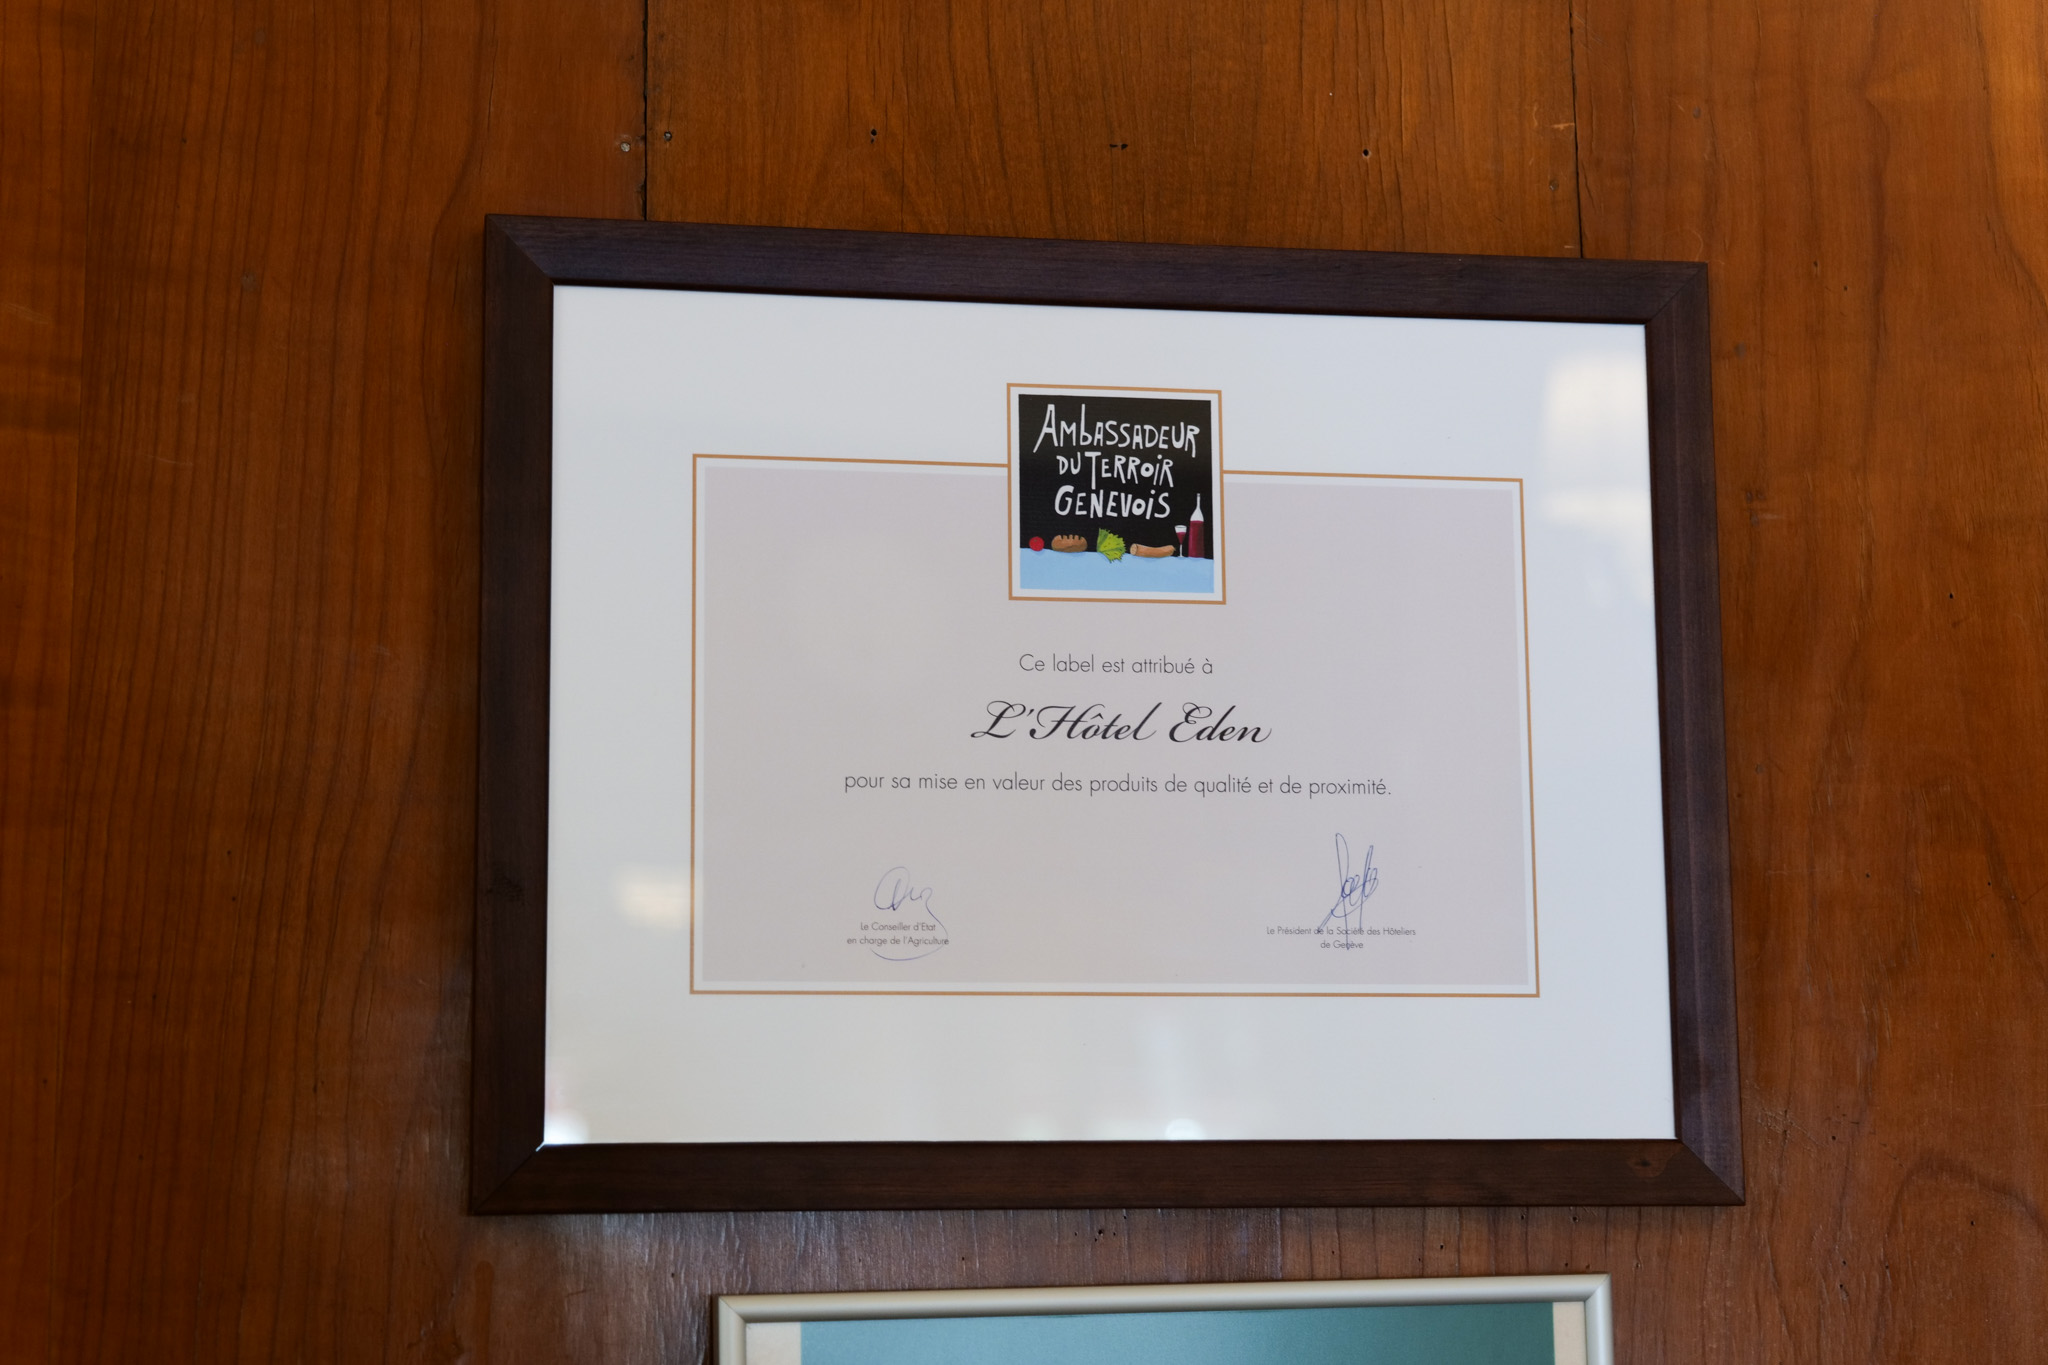 AMbASSADEUR
DU TERROiR
GENEVOiS
Ce label est attribué à
L'Hôtel Eden
pour sa mise en valeur des produits de qualité et de proximité.
Le Conseiller d'Etat
en charge de l'Agriculture
Le Président de la Société des Hôteliers
de Genève